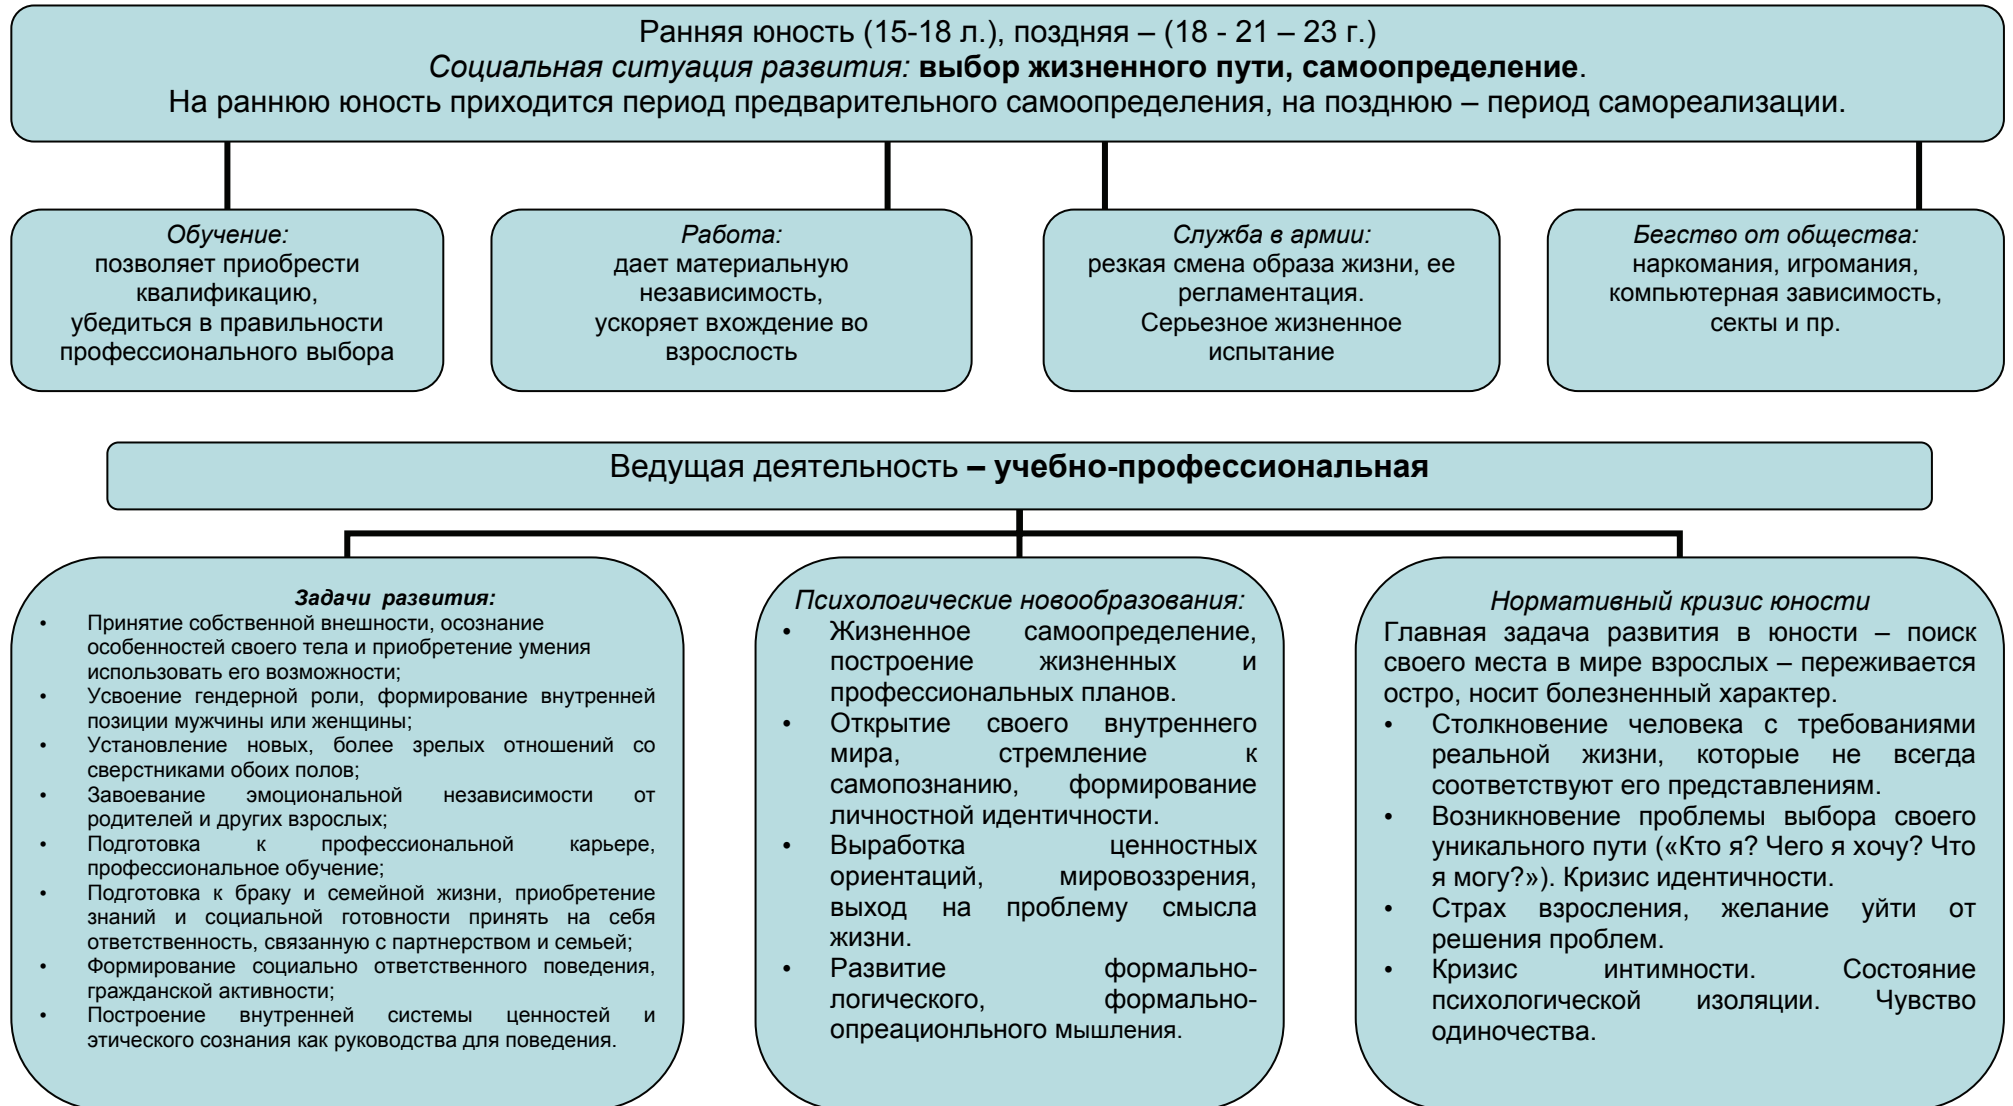 Ранняя юность (15-18 л.), поздняя – (18 - 21 – 23 г.)
Социальная ситуация развития: выбор жизненного пути, самоопределение.
На раннюю юность приходится период предварительного самоопределения, на позднюю – период самореализации.
Обучение:
позволяет приобрести
квалификацию,
убедиться в правильности
профессионального выбора
Работа:
дает материальную
независимость,
ускоряет вхождение во
взрослость
Служба в армии:
резкая смена образа жизни, ее
регламентация.
Серьезное жизненное
испытание
Бегство от общества:
наркомания, игромания,
компьютерная зависимость,
секты и пр.
Ведущая деятельность – учебно-профессиональная
Задачи развития:
• Принятие собственной внешности, осознание
особенностей своего тела и приобретение умения
использовать его возможности;
• Усвоение гендерной роли, формирование внутренней
позиции мужчины или женщины;
• Установление новых, более зрелых отношений со
сверстниками обоих полов;
• Завоевание эмоциональной независимости от
родителей и других взрослых;
• Подготовка к профессиональной карьере,
профессиональное обучение;
• Подготовка к браку и семейной жизни, приобретение
знаний и социальной готовности принять на себя
ответственность, связанную с партнерством и семьей;
• Формирование социально ответственного поведения,
гражданской активности;
• Построение внутренней системы ценностей и
этического сознания как руководства для поведения.
Психологические новообразования:
• Жизненное самоопределение,
построение жизненных и
профессиональных планов.
• Открытие своего внутреннего
мира, стремление к
самопознанию, формирование
личностной идентичности.
• Выработка ценностных
ориентаций, мировоззрения,
выход на проблему смысла
жизни.
• Развитие формально-
логического, формально-
опреационльного мышления.
Нормативный кризис юности
Главная задача развития в юности – поиск
своего места в мире взрослых – переживается
остро, носит болезненный характер.
• Столкновение человека с требованиями
реальной жизни, которые не всегда
соответствуют его представлениям.
• Возникновение проблемы выбора своего
уникального пути («Кто я? Чего я хочу? Что
я могу?»). Кризис идентичности.
• Страх взросления, желание уйти от
решения проблем.
• Кризис интимности. Состояние
психологической изоляции. Чувство
одиночества.